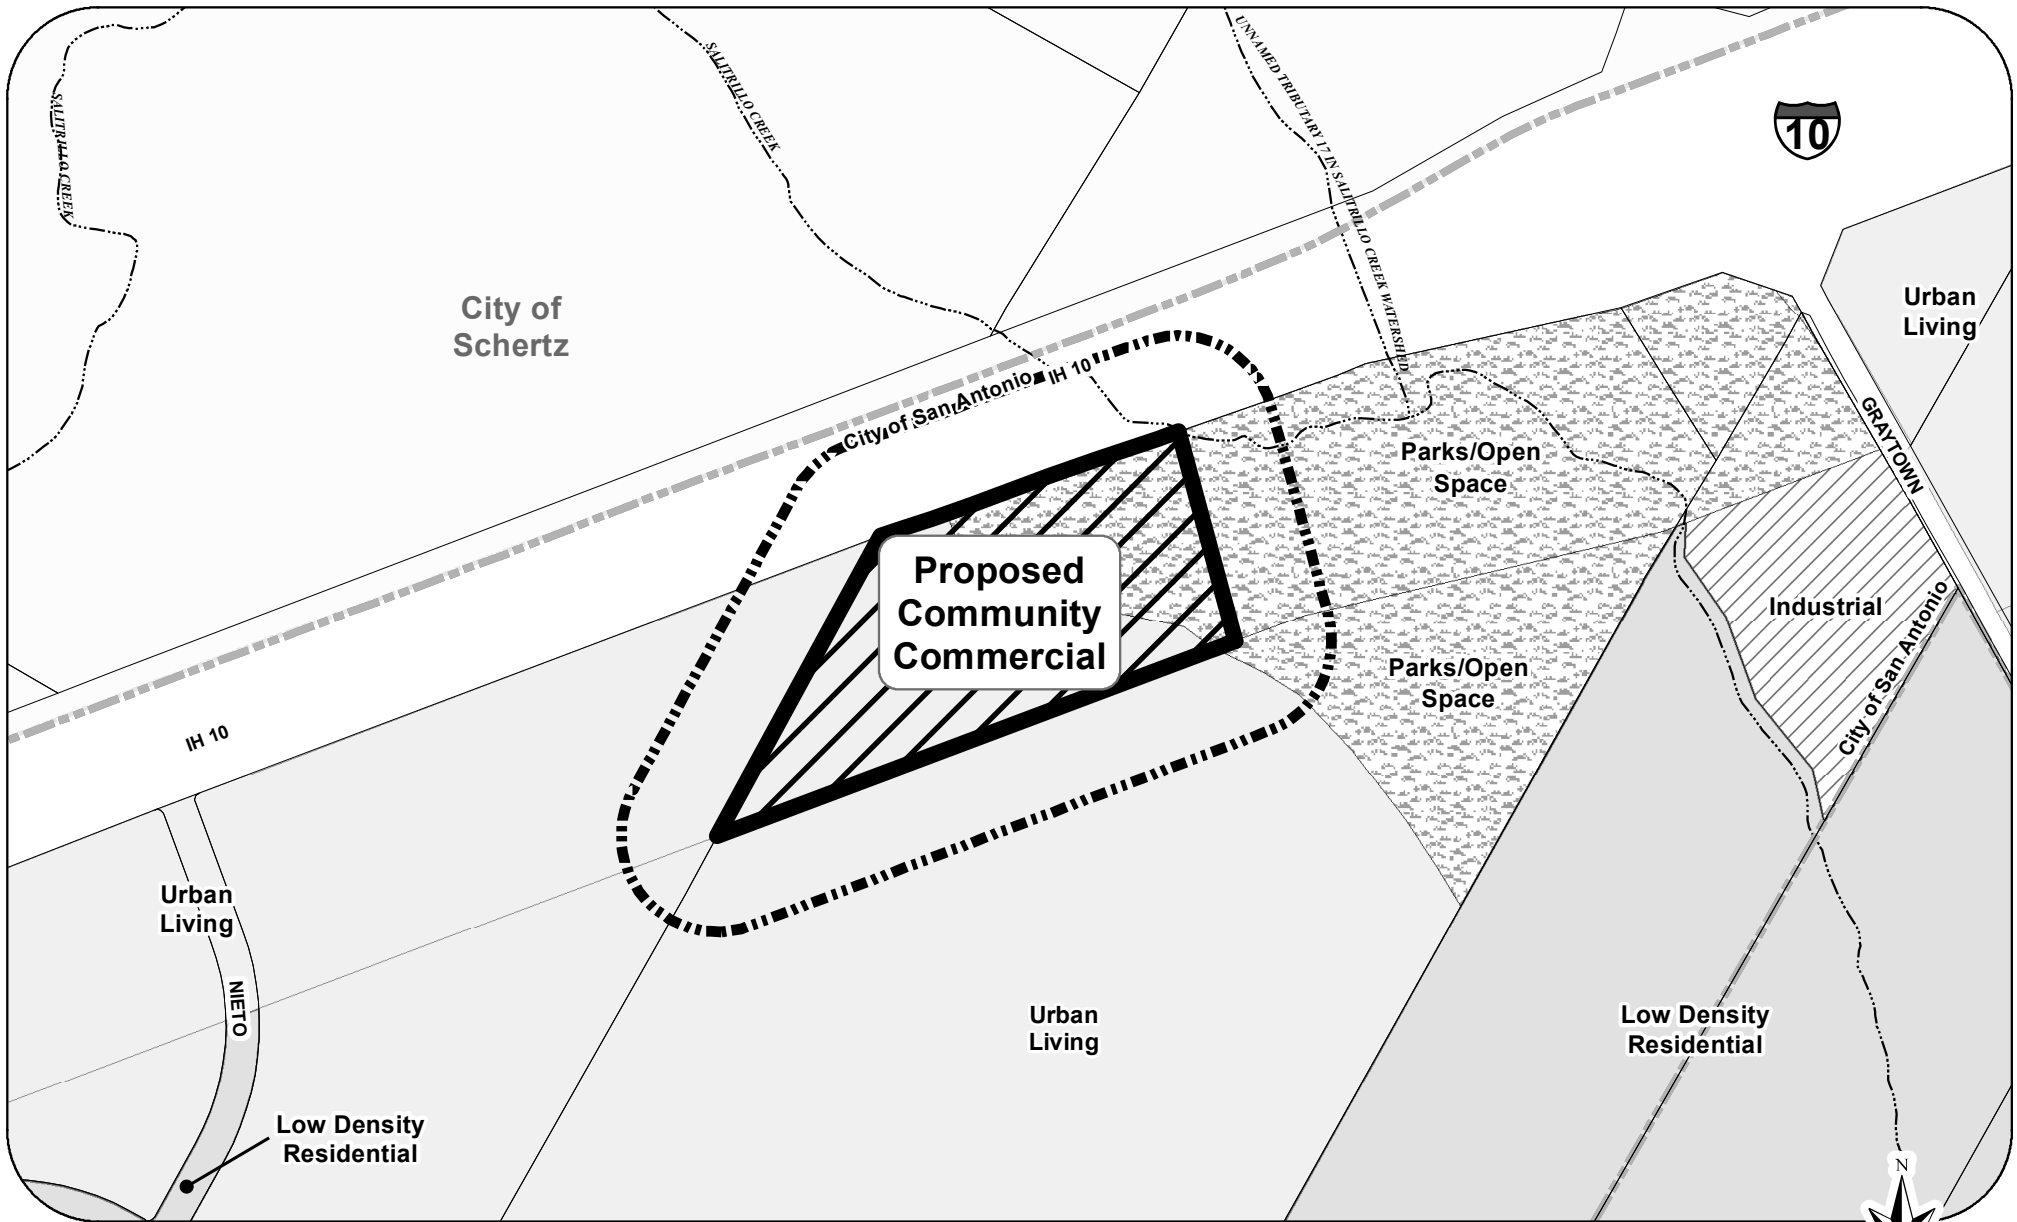 UNNAMED TRIBUTARY 17 IN SALITRILLO CREEK WATERSHED
SALITRILLO CREEK
SALITRILLO CREEK
10
City of
Schertz
Urban
Living
City of San Antonio
IH 10
GRAYTOWN
Parks/Open
Space
Proposed
Community
Commercial
Industrial
City of San Antonio
Parks/Open
Space
IH 10
Urban
Living
NIETO
Urban
Living
Low Density
Residential
Low Density
Residential
N